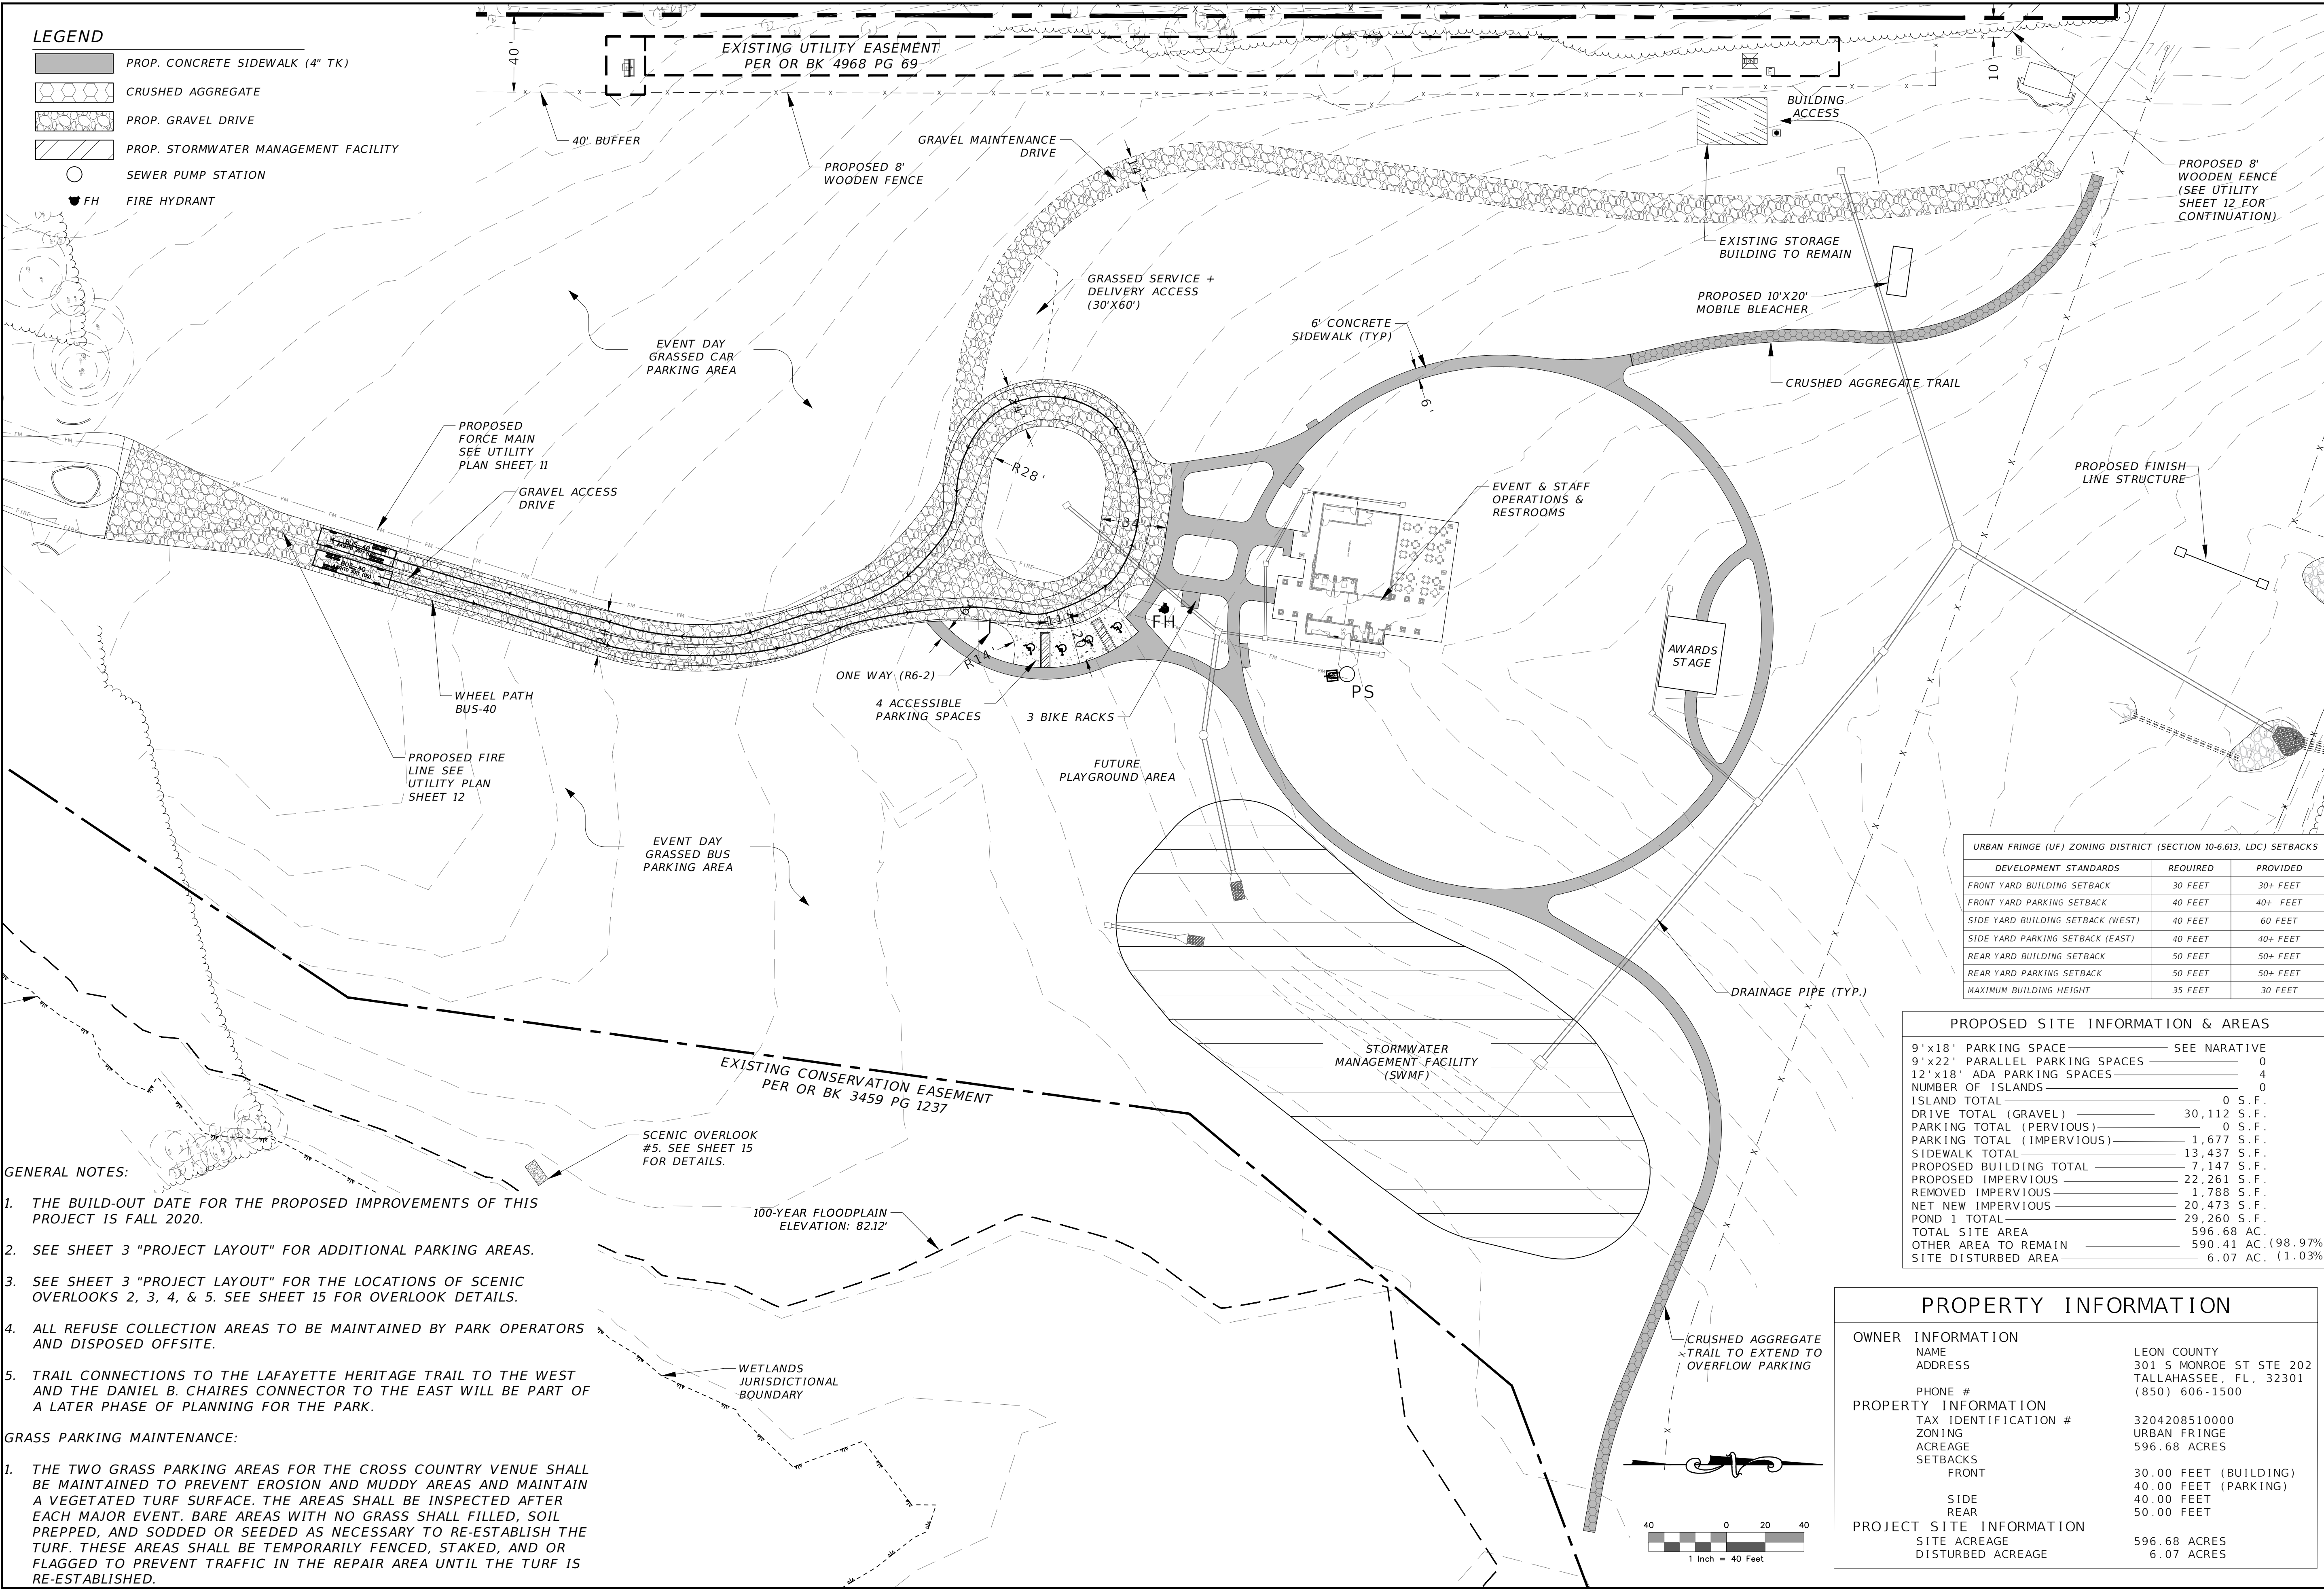 LEGEND
PROP. CONCRETE SIDEWALK (4" TK)
CRUSHED AGGREGATE
PROP. GRAVEL DRIVE
PROP. STORMWATER MANAGEMENT FACILITY
SEWER PUMP STATION
FH FIRE HYDRANT
40'
EXISTING UTILITY EASEMENT
PER OR BK 4968 PG 69
40' BUFFER
PROPOSED 8'
WOODEN FENCE
GRAVEL MAINTENANCE
DRIVE
14'
BUILDING
ACCESS
10'
PROPOSED 8'
WOODEN FENCE
(SEE UTILITY
SHEET 12 FOR
CONTINUATION)
EXISTING STORAGE
BUILDING TO REMAIN
PROPOSED 10'X20'
MOBILE BLEACHER
GRASSED SERVICE +
DELIVERY ACCESS
(30'X60')
6' CONCRETE
SIDEWALK (TYP)
6'
CRUSHED AGGREGATE TRAIL
EVENT DAY
GRASSED CAR
PARKING AREA
PROPOSED
FORCE MAIN
SEE UTILITY
PLAN SHEET 11
GRAVEL ACCESS
DRIVE
R28'
34'
EVENT & STAFF
OPERATIONS &
RESTROOMS
PROPOSED FINISH
LINE STRUCTURE
FM
FIRE
BUS-40
BUS-40
24'
11'
20'
R14'
FH
ONE WAY (R6-2)
4 ACCESSIBLE
PARKING SPACES
3 BIKE RACKS
PS
AWARDS
STAGE
WHEEL PATH
BUS-40
PROPOSED FIRE
LINE SEE
UTILITY PLAN
SHEET 12
FUTURE
PLAYGROUND AREA
EVENT DAY
GRASSED BUS
PARKING AREA
DRAINAGE PIPE (TYP.)
STORMWATER
MANAGEMENT FACILITY
(SWMF)
EXISTING CONSERVATION EASEMENT
PER OR BK 3459 PG 1237
SCENIC OVERLOOK
#5. SEE SHEET 15
FOR DETAILS.
100-YEAR FLOODPLAIN
ELEVATION: 82.12'
WETLANDS
JURISDICTIONAL
BOUNDARY
CRUSHED AGGREGATE
TRAIL TO EXTEND TO
OVERFLOW PARKING
40 0 20 40
1 Inch = 40 Feet
URBAN FRINGE (UF) ZONING DISTRICT (SECTION 10-6.613, LDC) SETBACKS
DEVELOPMENT STANDARDS REQUIRED PROVIDED
FRONT YARD BUILDING SETBACK 30 FEET 30+ FEET
FRONT YARD PARKING SETBACK 40 FEET 40+ FEET
SIDE YARD BUILDING SETBACK (WEST) 40 FEET 60 FEET
SIDE YARD PARKING SETBACK (EAST) 40 FEET 40+ FEET
REAR YARD BUILDING SETBACK 50 FEET 50+ FEET
REAR YARD PARKING SETBACK 50 FEET 50+ FEET
MAXIMUM BUILDING HEIGHT 35 FEET 30 FEET
PROPOSED SITE INFORMATION & AREAS
9'x18' PARKING SPACE SEE NARATIVE
9'x22' PARALLEL PARKING SPACES 0
12'x18' ADA PARKING SPACES 4
NUMBER OF ISLANDS 0
ISLAND TOTAL 0 S.F.
DRIVE TOTAL (GRAVEL) 30,112 S.F.
PARKING TOTAL (PERVIOUS) 0 S.F.
PARKING TOTAL (IMPERVIOUS) 1,677 S.F.
SIDEWALK TOTAL 13,437 S.F.
PROPOSED BUILDING TOTAL 7,147 S.F.
PROPOSED IMPERVIOUS 22,261 S.F.
REMOVED IMPERVIOUS 1,788 S.F.
NET NEW IMPERVIOUS 20,473 S.F.
POND 1 TOTAL 29,260 S.F.
TOTAL SITE AREA 596.68 AC.
OTHER AREA TO REMAIN 590.41 AC. (98.97%
SITE DISTURBED AREA 6.07 AC. (1.03%
PROPERTY INFORMATION
OWNER INFORMATION
NAME LEON COUNTY
ADDRESS 301 S MONROE ST STE 202
TALLAHASSEE, FL, 32301
PHONE # (850) 606-1500
PROPERTY INFORMATION
TAX IDENTIFICATION # 3204208510000
ZONING URBAN FRINGE
ACREAGE 596.68 ACRES
SETBACKS
FRONT 30.00 FEET (BUILDING)
40.00 FEET (PARKING)
SIDE 40.00 FEET
REAR 50.00 FEET
PROJECT SITE INFORMATION
SITE ACREAGE 596.68 ACRES
DISTURBED ACREAGE 6.07 ACRES
GENERAL NOTES:
1. THE BUILD-OUT DATE FOR THE PROPOSED IMPROVEMENTS OF THIS
PROJECT IS FALL 2020.
2. SEE SHEET 3 "PROJECT LAYOUT" FOR ADDITIONAL PARKING AREAS.
3. SEE SHEET 3 "PROJECT LAYOUT" FOR THE LOCATIONS OF SCENIC
OVERLOOKS 2, 3, 4, & 5. SEE SHEET 15 FOR OVERLOOK DETAILS.
4. ALL REFUSE COLLECTION AREAS TO BE MAINTAINED BY PARK OPERATORS
AND DISPOSED OFFSITE.
5. TRAIL CONNECTIONS TO THE LAFAYETTE HERITAGE TRAIL TO THE WEST
AND THE DANIEL B. CHAIRES CONNECTOR TO THE EAST WILL BE PART OF
A LATER PHASE OF PLANNING FOR THE PARK.
GRASS PARKING MAINTENANCE:
1. THE TWO GRASS PARKING AREAS FOR THE CROSS COUNTRY VENUE SHALL
BE MAINTAINED TO PREVENT EROSION AND MUDDY AREAS AND MAINTAIN
A VEGETATED TURF SURFACE. THE AREAS SHALL BE INSPECTED AFTER
EACH MAJOR EVENT. BARE AREAS WITH NO GRASS SHALL FILLED, SOIL
PREPPED, AND SODDED OR SEEDED AS NECESSARY TO RE-ESTABLISH THE
TURF. THESE AREAS SHALL BE TEMPORARILY FENCED, STAKED, AND OR
FLAGGED TO PREVENT TRAFFIC IN THE REPAIR AREA UNTIL THE TURF IS
RE-ESTABLISHED.